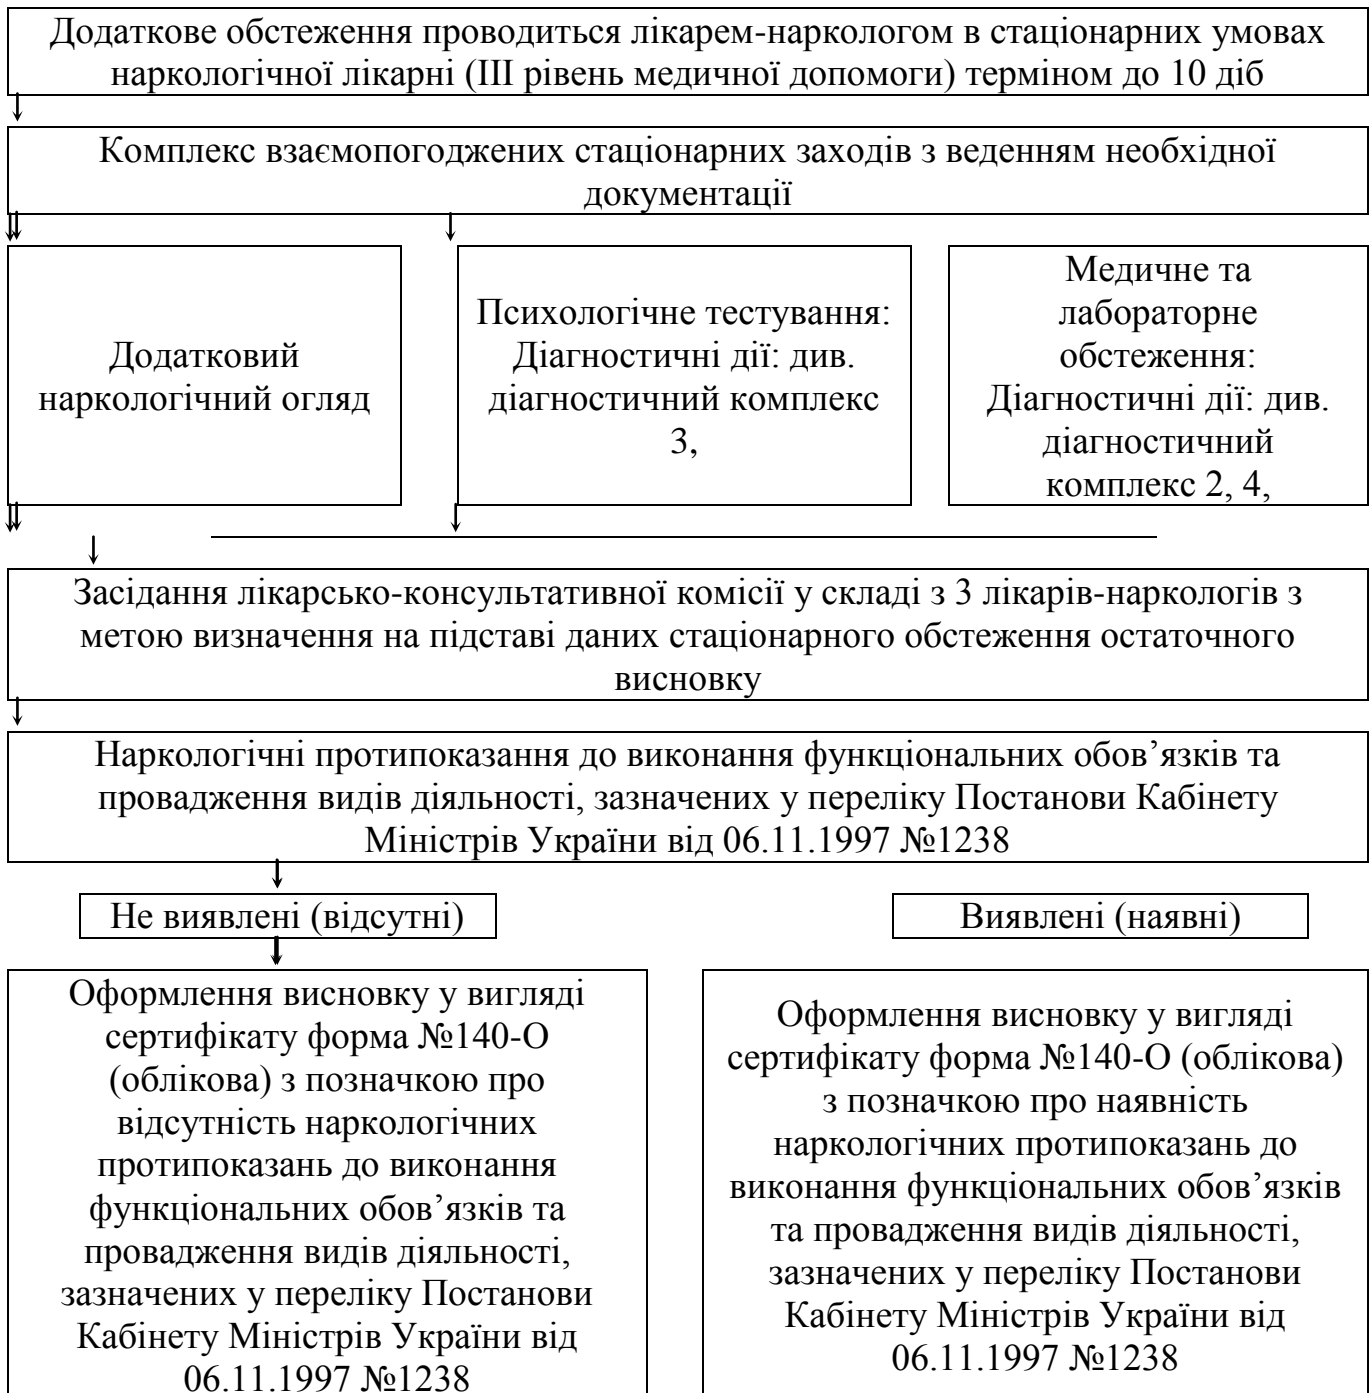 Додаткове обстеження проводиться лікарем-наркологом в стаціонарних умовах
наркологічної лікарні (ІІІ рівень медичної допомоги) терміном до 10 діб
Комплекс взаємопогоджених стаціонарних заходів з веденням необхідної
документації
Додатковий
наркологічний огляд
Психологічне тестування:
Діагностичні дії: див.
діагностичний комплекс
3,
Медичне та
лабораторне
обстеження:
Діагностичні дії: див.
діагностичний
комплекс 2, 4,
Засідання лікарсько-консультативної комісії у складі з 3 лікарів-наркологів з
метою визначення на підставі даних стаціонарного обстеження остаточного
висновку
Наркологічні протипоказання до виконання функціональних обов’язків та
провадження видів діяльності, зазначених у переліку Постанови Кабінету
Міністрів України від 06.11.1997 №1238
Не виявлені (відсутні)
Виявлені (наявні)
Оформлення висновку у вигляді
сертифікату форма №140-О
(облікова) з позначкою про
відсутність наркологічних
протипоказань до виконання
функціональних обов’язків та
провадження видів діяльності,
зазначених у переліку Постанови
Кабінету Міністрів України від
06.11.1997 №1238
Оформлення висновку у вигляді
сертифікату форма №140-О (облікова)
з позначкою про наявність
наркологічних протипоказань до
виконання функціональних обов’язків
та провадження видів діяльності,
зазначених у переліку Постанови
Кабінету Міністрів України від
06.11.1997 №1238